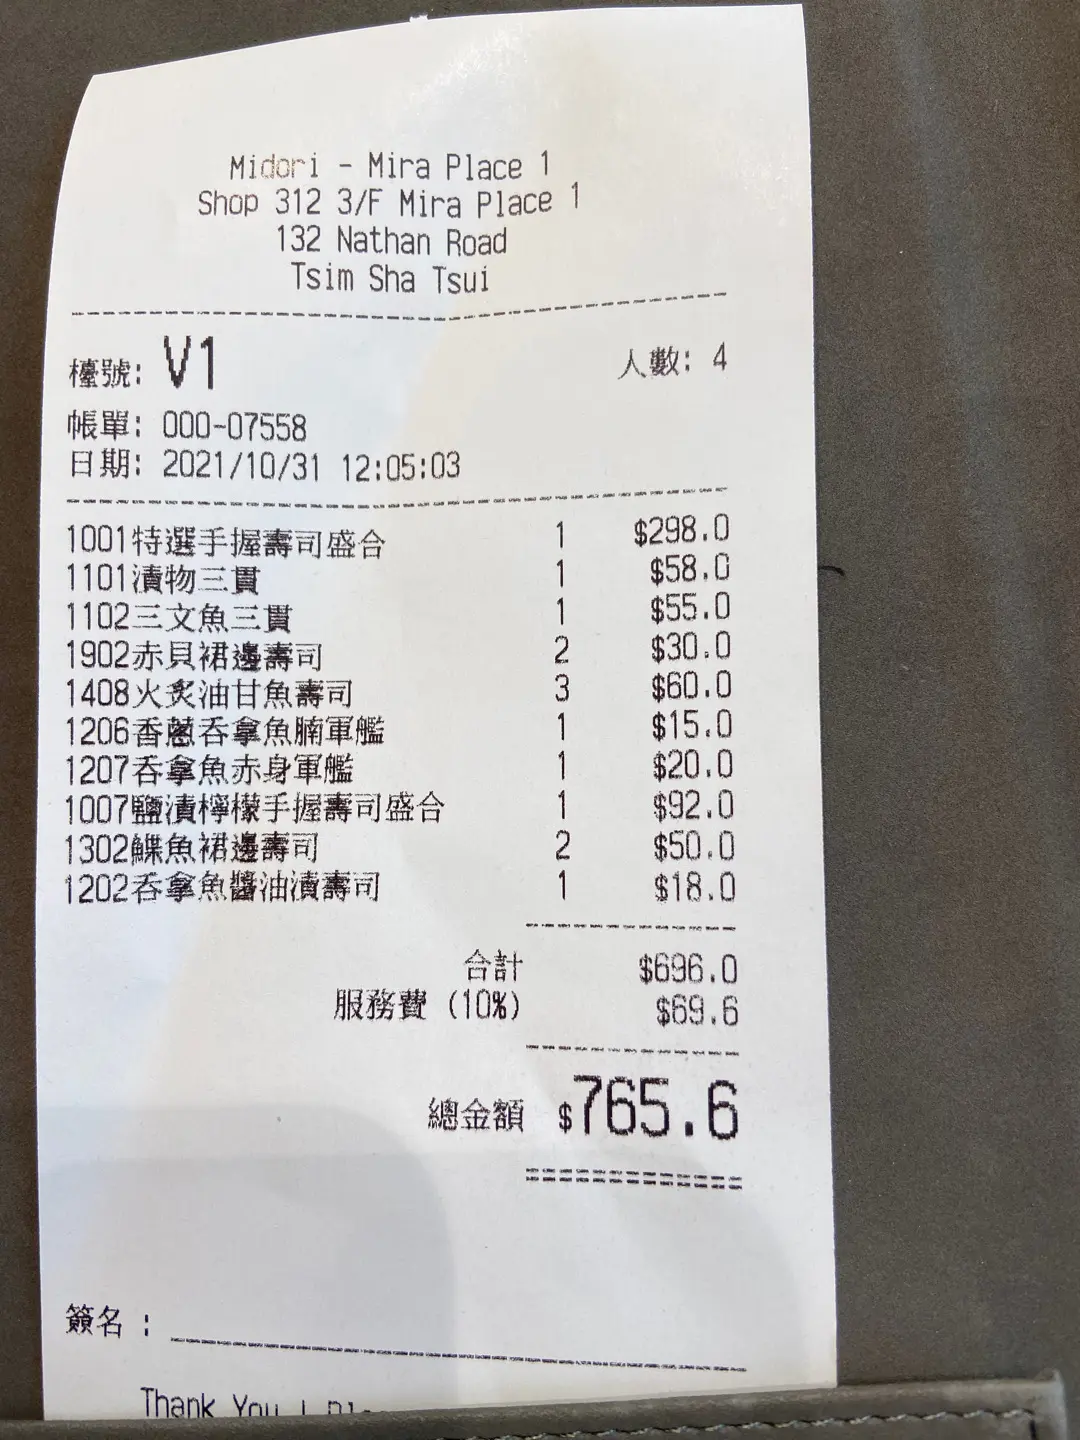 Midori - Mira Place 1
Shop 312 3/F Mira Place 1
132 Nathan Road
Tsim Sha Tsui
檯號: V1 人數: 4
帳單: 000-07558
日期: 2021/10/31 12:05:03
1001特選手握壽司盛合 1 $298.0
1101漬物三貫 1 $58.0
1102三文魚三貫 1 $55.0
1902赤貝裙邊壽司 2 $30.0
1408火炙油甘魚壽司 3 $60.0
1206香蔥吞拿魚腩軍艦 1 $15.0
1207吞拿魚赤身軍艦 1 $20.0
1007鹽漬檸檬手握壽司盛合 1 $92.0
1302鰈魚裙邊壽司 2 $50.0
1202吞拿魚醬油漬壽司 1 $18.0
合計 $696.0
服務費 (10%) $69.6
總金額 $765.6
簽名 :
Thank You !